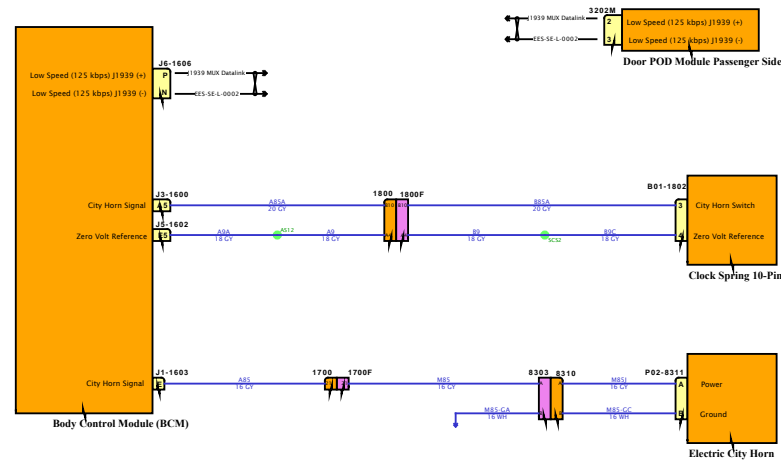 3202M
J1939 MUX Datalink
2
Low Speed (125 kbps) J1939 (+)
EES-SE-L-0002
3
Low Speed (125 kbps) J1939 (-)
Door POD Module Passenger Side
J6-1606
Low Speed (125 kbps) J1939 (+)
P
J1939 MUX Datalink
Low Speed (125 kbps) J1939 (-)
N
EES-SE-L-0002
B01-1802
J3-1600
1800
1800F
City Horn Signal
A5
A85A
20 GY
B10
B10
B85A
20 GY
3
City Horn Switch
J5-1602
Zero Volt Reference
E5
A9A
18 GY
AS12
A9
18 GY
B9
18 GY
SCS2
B9C
18 GY
4
Zero Volt Reference
Clock Spring 10-Pin
J1-1603
1700
1700F
8303
8310
P02-8311
City Horn Signal
E
A85
16 GY
M85
16 GY
A
A
M85J
16 GY
A
Power
M85-GA
16 WH
M85-GC
16 WH
B
Ground
Body Control Module (BCM)
Electric City Horn